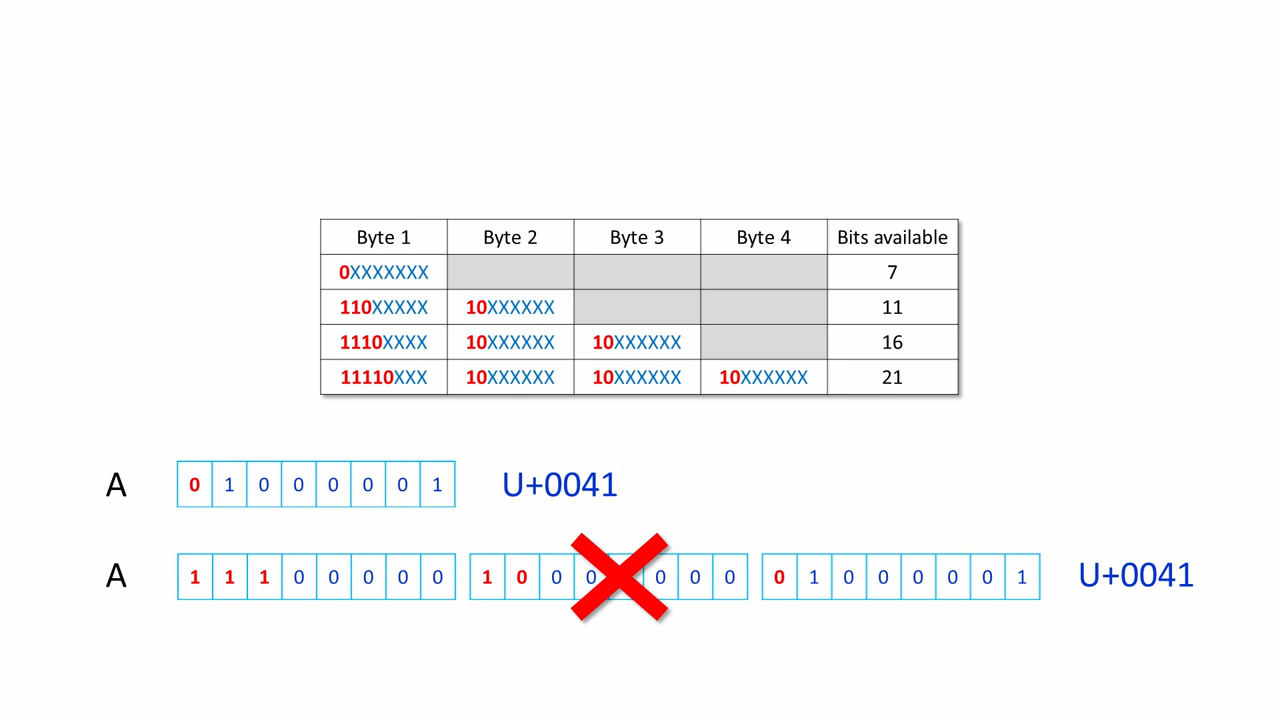 Byte 1 Byte 2 Byte 3 Byte 4 Bits available
0XXXXXXX 7
110XXXXX 10XXXXXX 11
1110XXXX 10XXXXXX 10XXXXXX 16
11110XXX 10XXXXXX 10XXXXXX 10XXXXXX 21
A 0 1 0 0 0 0 0 1 U+0041
A 1 1 1 0 0 0 0 0 1 0 0 0 0 0 0 0 1 0 0 0 0 0 1 U+0041